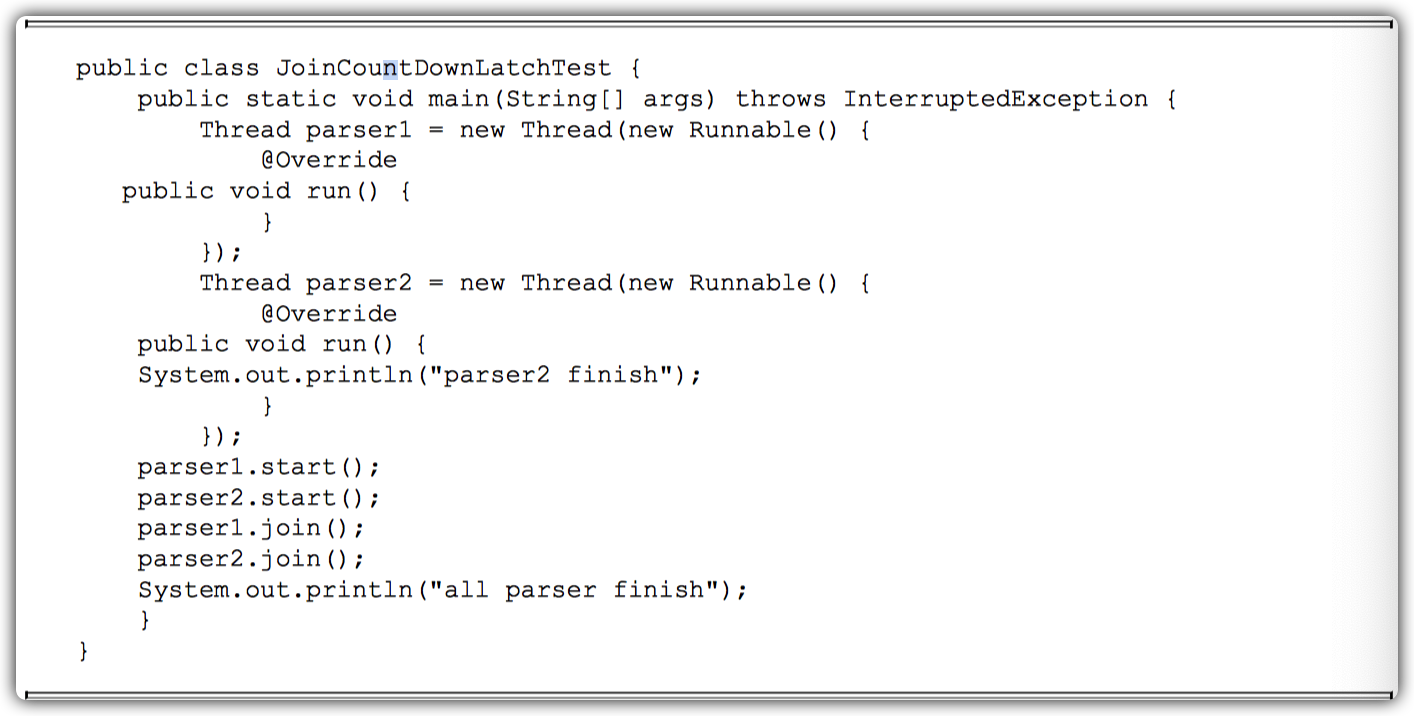 public class JoinCountDownLatchTest {
public static void main(String[] args) throws InterruptedException {
Thread parser1 = new Thread(new Runnable() {
@Override
public void run() {
}
});
Thread parser2 = new Thread(new Runnable() {
@Override
public void run() {
System.out.println("parser2 finish");
}
});
parser1.start();
parser2.start();
parser1.join();
parser2.join();
System.out.println("all parser finish");
}
}